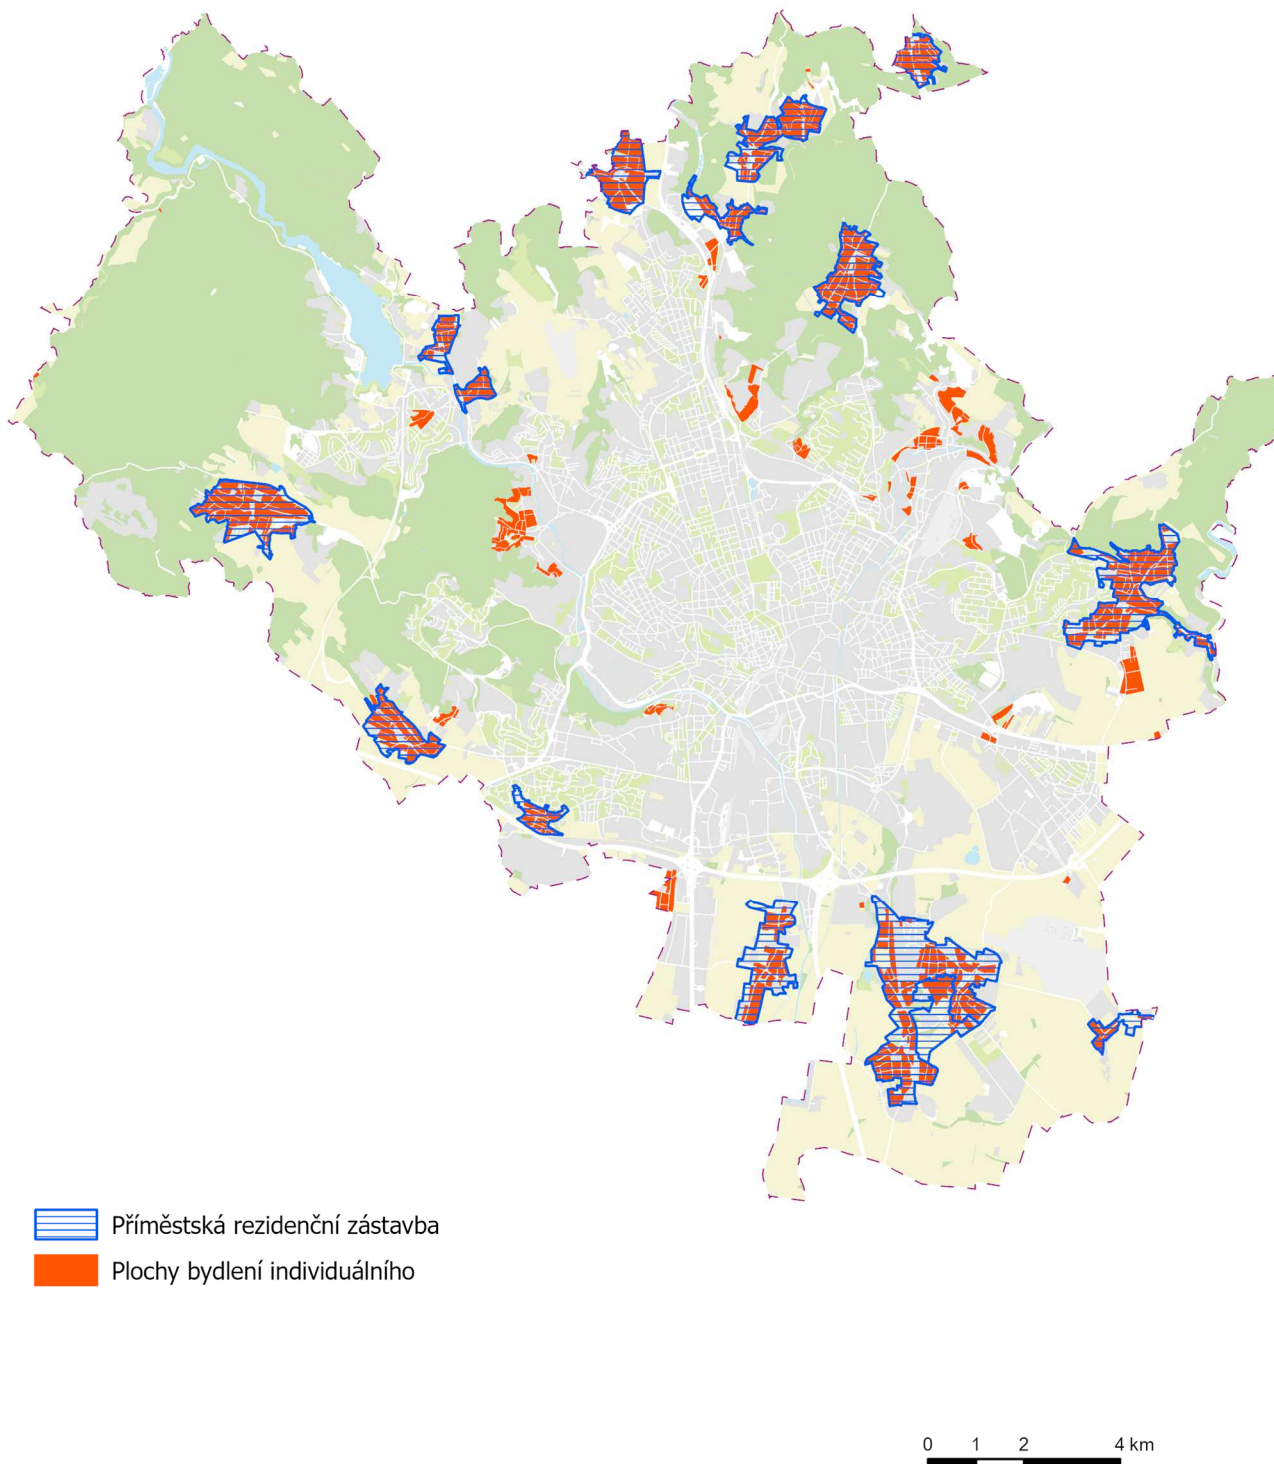 Příměstská rezidenční zástavba
Plochy bydlení individuálního
0 1 2 4 km